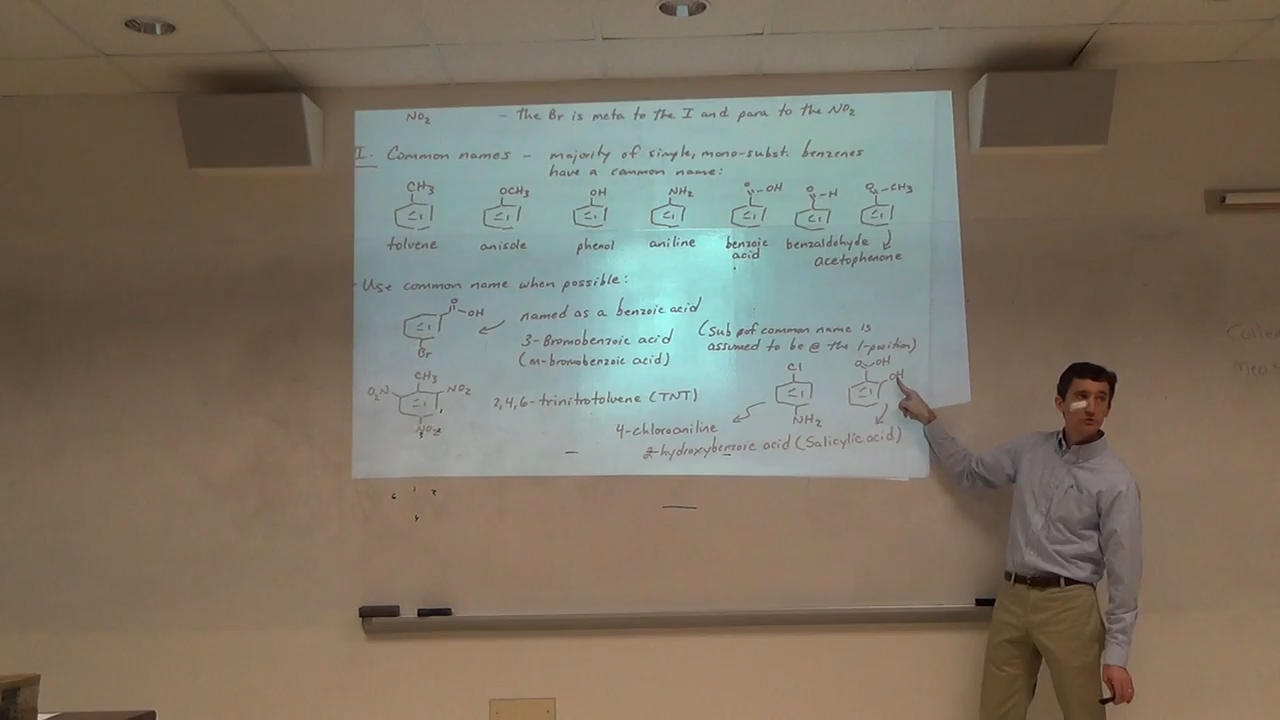 NO2 - The Br is meta to the I and para to the NO2
I. Common names - majority of simple, mono-subst. benzenes
have a common name:
CH3 OCH3 OH NH2 O OH O H O CH3
toluene anisole phenol aniline benzoic acid benzaldehyde acetophenone
Use common name when possible:
O OH
Br
named as a benzoic acid
3-Bromobenzoic acid
(m-bromobenzoic acid)
(Sub of common name is
assumed to be @ the 1-position)
CH3
O2N NO2
NO2
2,4,6-trinitrotoluene (TNT)
Cl
NH2
4-chloroaniline
O OH
OH
2-hydroxybenzoic acid (Salicylic acid)
6 1 2
4